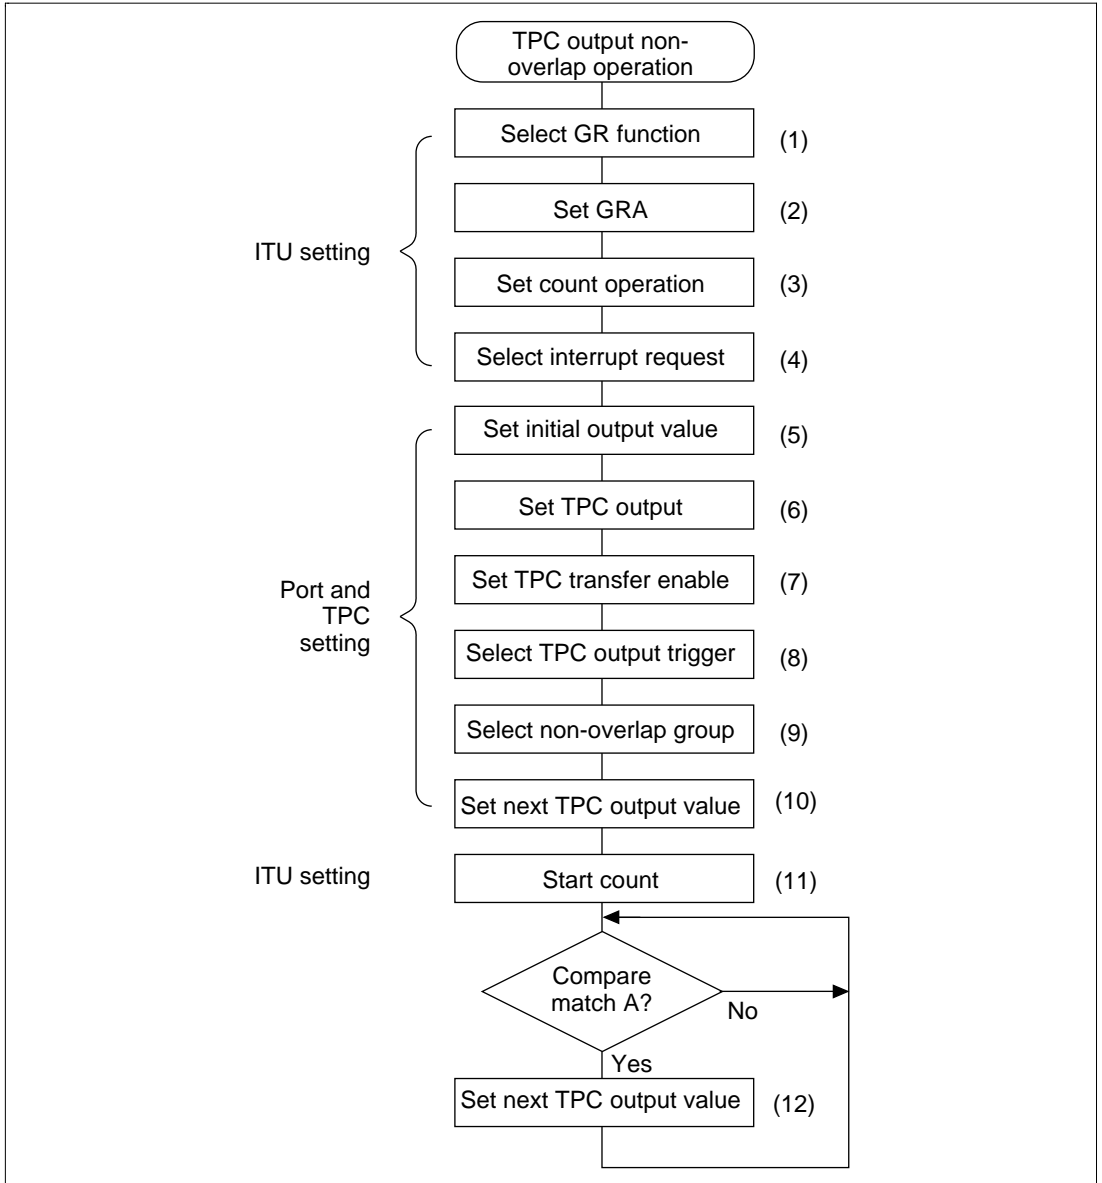 TPC output non-
overlap operation
Select GR function
(1)
Set GRA
(2)
ITU setting
Set count operation
(3)
Select interrupt request
(4)
Set initial output value
(5)
Set TPC output
(6)
Port and
TPC
setting
Set TPC transfer enable
(7)
Select TPC output trigger
(8)
Select non-overlap group
(9)
Set next TPC output value
(10)
ITU setting
Start count
(11)
Compare
match A?
No
Yes
Set next TPC output value
(12)